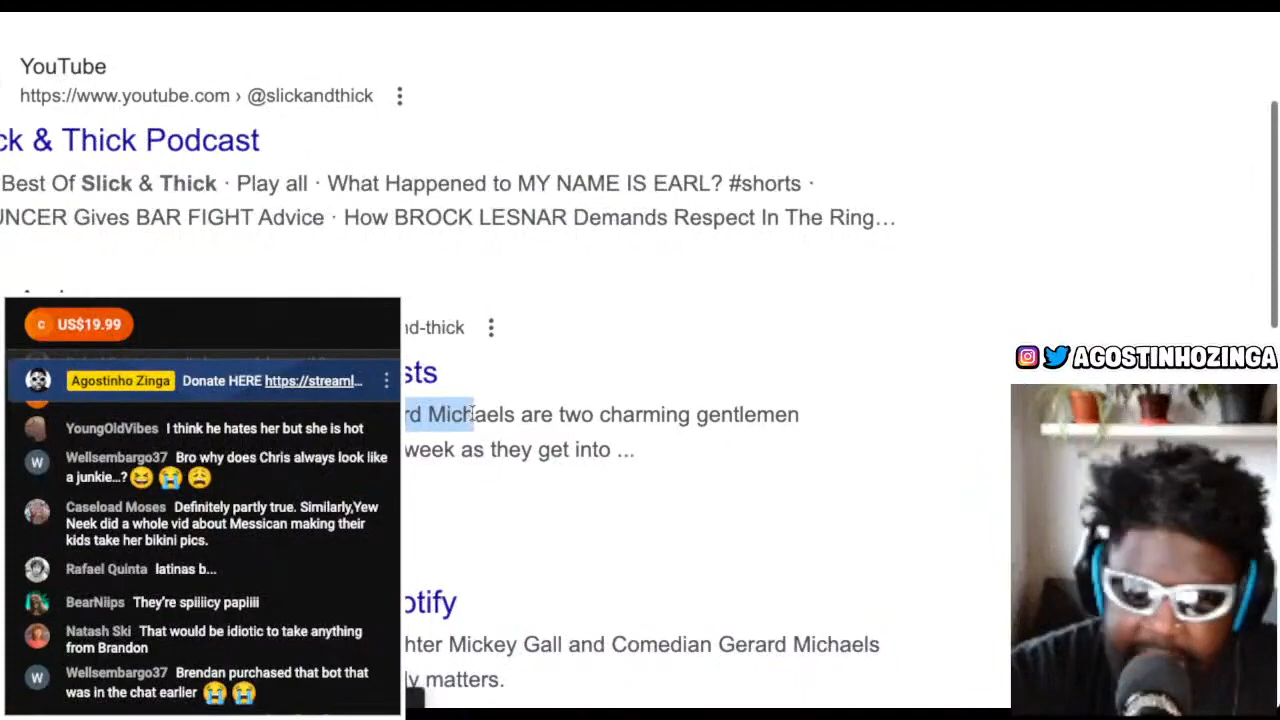 YouTube
https://www.youtube.com › @slickandthick
ck & Thick Podcast
Best Of Slick & Thick · Play all · What Happened to MY NAME IS EARL? #shorts ·
UNCER Gives BAR FIGHT Advice · How BROCK LESNAR Demands Respect In The Ring…
nd-thick
sts
rd Michaels are two charming gentlemen
week as they get into ...
otify
hter Mickey Gall and Comedian Gerard Michaels
matters.
C US$19.99
Agostinho Zinga Donate HERE https://streaml...
YoungOldVibes I think he hates her but she is hot
W Wellsembargo37 Bro why does Chris always look like
a junkie...? 😆 😭 😩
Caseload Moses Definitely partly true. Similarly,Yew
Neek did a whole vid about Messican making their
kids take her bikini pics.
Rafael Quinta latinas b...
BearNiips They're spiiiicy papiiii
Natash Ski That would be idiotic to take anything
from Brandon
W Wellsembargo37 Brendan purchased that bot that
was in the chat earlier 😭 😭
AGOSTINHOZINGA